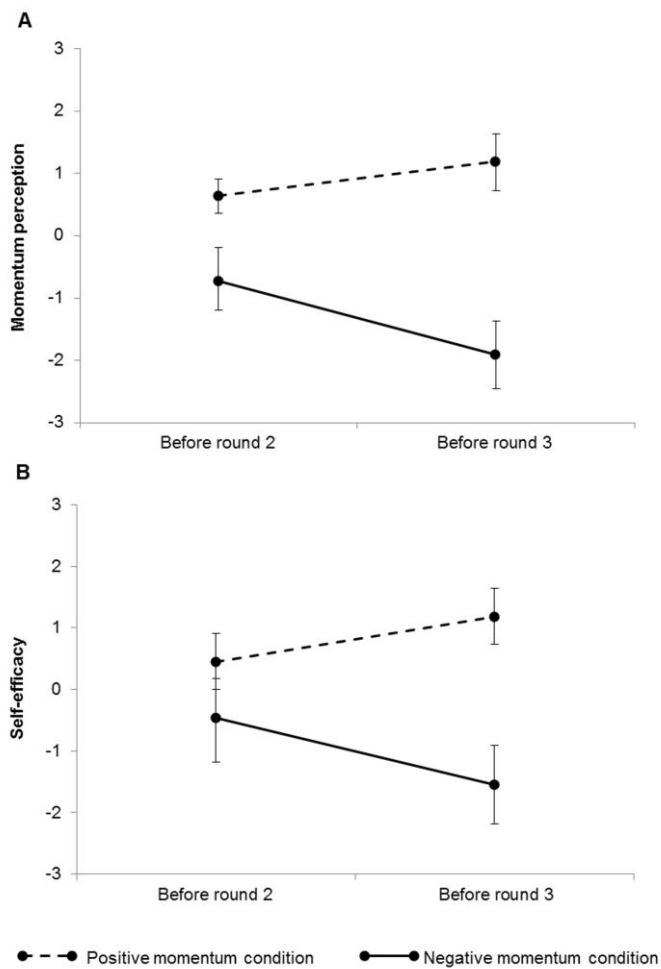 A
3
2
1
0
-1
-2
-3
Momentum perception
Before round 2 Before round 3
B
3
2
1
0
-1
-2
-3
Self-efficacy
Before round 2 Before round 3
Positive momentum condition Negative momentum condition